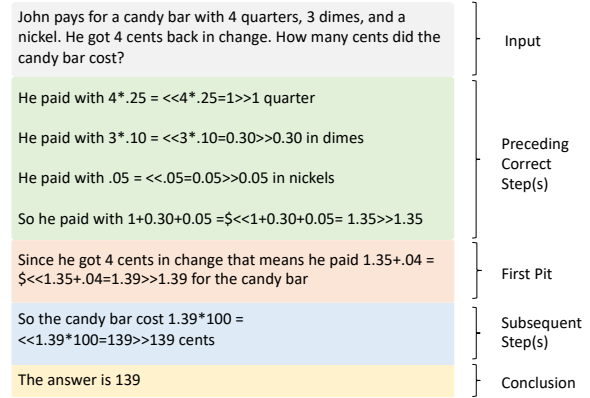 John pays for a candy bar with 4 quarters, 3 dimes, and a
nickel. He got 4 cents back in change. How many cents did the
candy bar cost?
Input
He paid with 4*.25 = <<4*.25=1>>1 quarter
He paid with 3*.10 = <<3*.10=0.30>>0.30 in dimes
He paid with .05 = <<.05=0.05>>0.05 in nickels
So he paid with 1+0.30+0.05 =$<<1+0.30+0.05= 1.35>>1.35
Preceding
Correct
Step(s)
Since he got 4 cents in change that means he paid 1.35+.04 =
$<<1.35+.04=1.39>>1.39 for the candy bar
First Pit
So the candy bar cost 1.39*100 =
<<1.39*100=139>>139 cents
Subsequent
Step(s)
The answer is 139
Conclusion